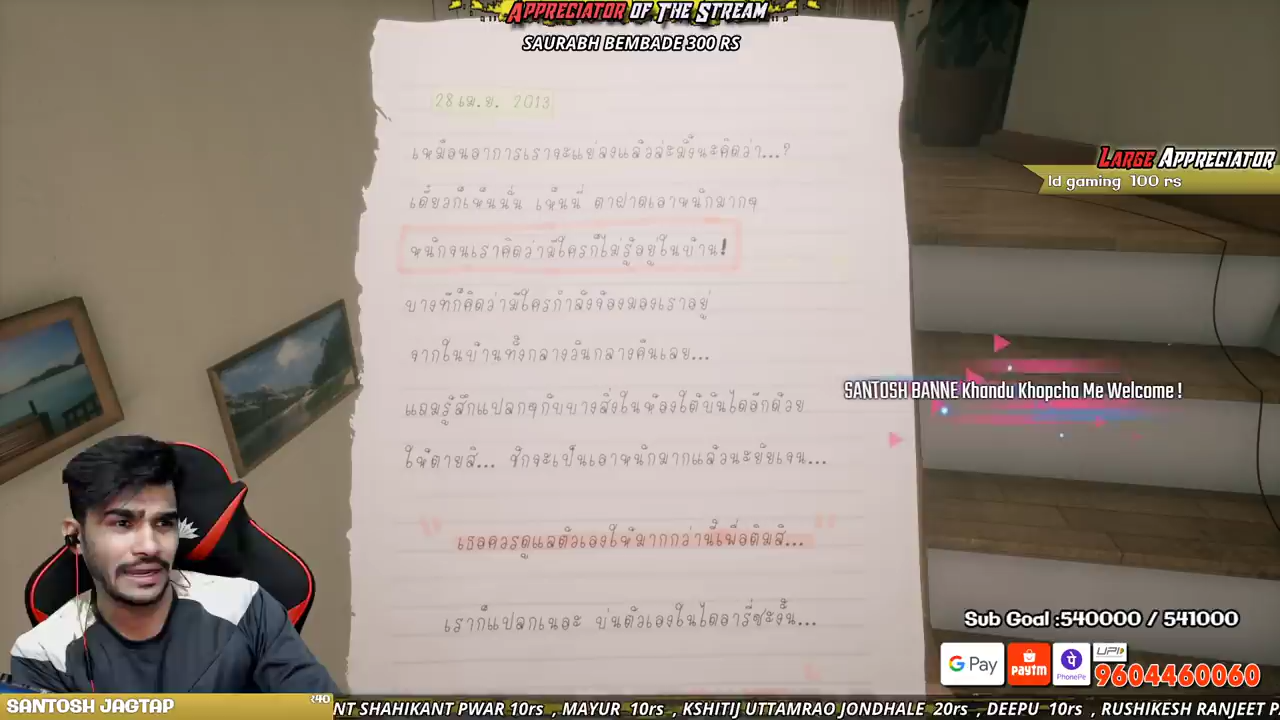 APPRECIATOR OF THE STREAM
SAURABH BEMBADE 300 RS
28 เม.ย. 2013
เหมือนอาการเราจะแย่ลงแล้วล่ะมั้งนะคิดว่า...?
เดี๋ยวก็เห็นนั่น เห็นนี่ ตาฝาดเอาหนักมากๆ
หนักจนเราคิดว่ามีใครก็ไม่รู้อยู่ในบ้าน!
บางทีก็คิดว่ามีใครกำลังจ้องมองเราอยู่
จากในบ้านทั้งกลางวันกลางคืนเลย...
แถมรู้สึกแปลกๆกับบางสิ่งในห้องใต้บันไดอีกด้วย
ให้ตายสิ... ชักจะเป็นเอาหนักมากแล้วนะยัยเจน...
" เธอควรดูแลตัวเองให้มากกว่านี้เพื่อติมสิ... "
เราก็แปลกเนอะ บ่นตัวเองในไดอารี่ซะงั้น...
LARGE APPRECIATOR
ld gaming 100 rs
SANTOSH BANNE Khandu Khopcha Me Welcome !
Sub Goal :540000 / 541000
G Pay
paytm
PhonePe
UPI
9604460060
SANTOSH JAGTAP
₹40
NT SHAHIKANT PWAR 10rs , MAYUR 10rs , KSHITIJ UTTAMRAO JONDHALE 20rs , DEEPU 10rs , RUSHIKESH RANJEET P